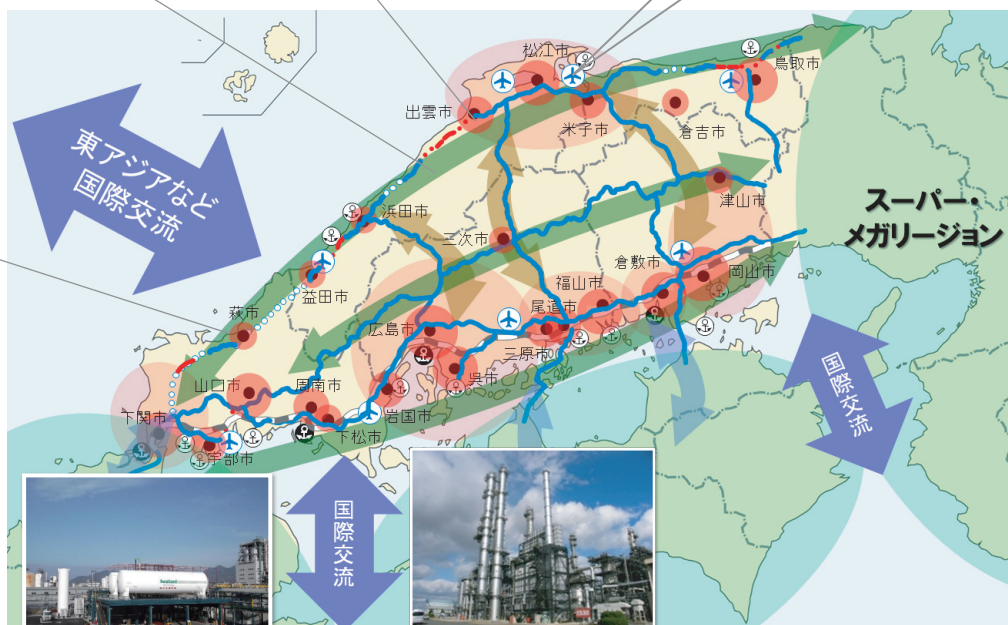 松江市
鳥取市
出雲市
米子市
倉吉市
東アジアなど
国際交流
浜田市
三次市
津山市
スーパー・
メガリージョン
益田市
倉敷市
岡山市
福山市
萩市
広島市
尾道市
三原市
呉市
山口市
周南市
岩国市
下関市
下松市
宇部市
国際交流
国際交流